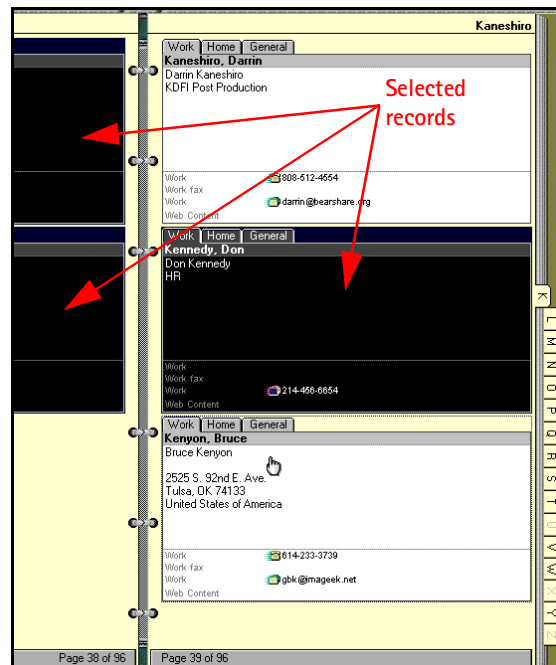 Kaneshiro
Work Home General
Kaneshiro, Darrin
Darrin Kaneshiro
KDFI Post Production
Selected
records
Work 808-512-4554
Work fax
Work darrin@bearshare.org
Web Content
Work Home General
Kennedy, Don
Don Kennedy
HR
Work
Work fax
Work 214-456-6654
Web Content
Work Home General
Kenyon, Bruce
Bruce Kenyon
2525 S. 92nd E. Ave.
Tulsa, OK 74133
United States of America
Work 614-233-3739
Work fax
Work gbk@imageek.net
Web Content
K
L
M
N
O
P
Q
R
S
T
U
V
W
X
Y
Z
Page 38 of 96
Page 39 of 96